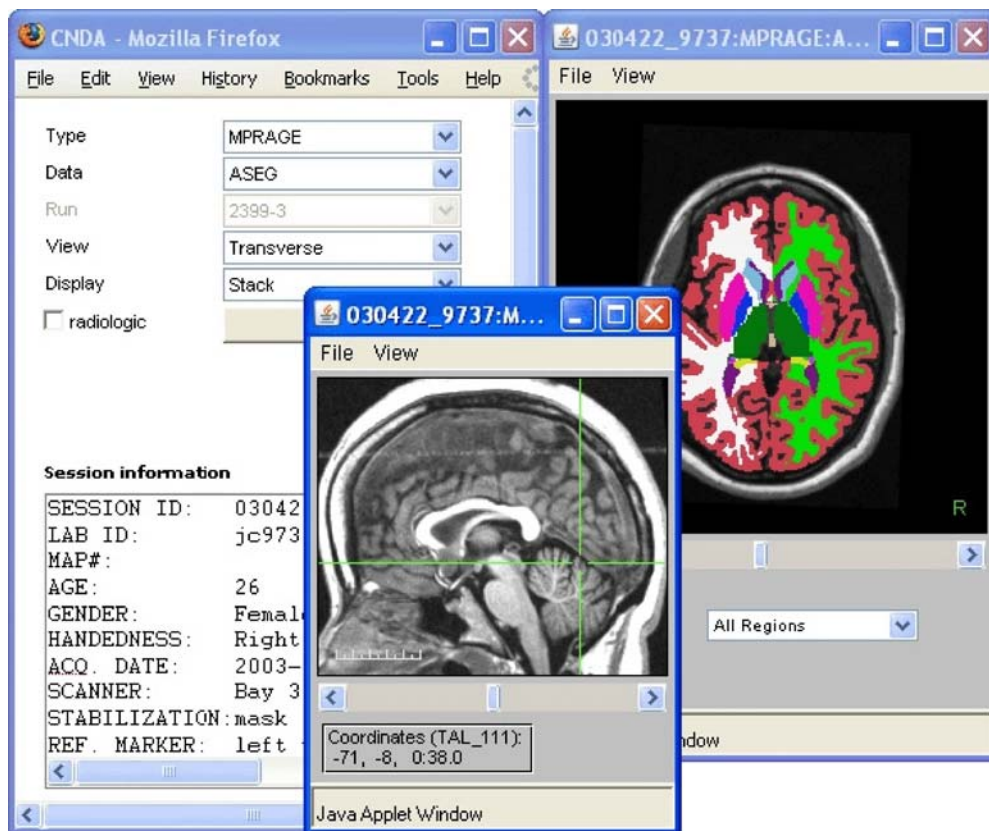 CNDA - Mozilla Firefox
File Edit View History Bookmarks Tools Help
Type MPRAGE
Data ASEG
Run 2399-3
View Transverse
Display Stack
radiologic
Session information
SESSION ID: 03042
LAB ID: jc973
MAP#:
AGE: 26
GENDER: Female
HANDEDNESS: Right
ACQ. DATE: 2003-
SCANNER: Bay 3
STABILIZATION:mask
REF. MARKER: left
030422_9737:M...
File View
Coordinates (TAL_111):
-71, -8, 0:38.0
Java Applet Window
030422_9737:MPRAGE:A...
File View
R
All Regions
ndow